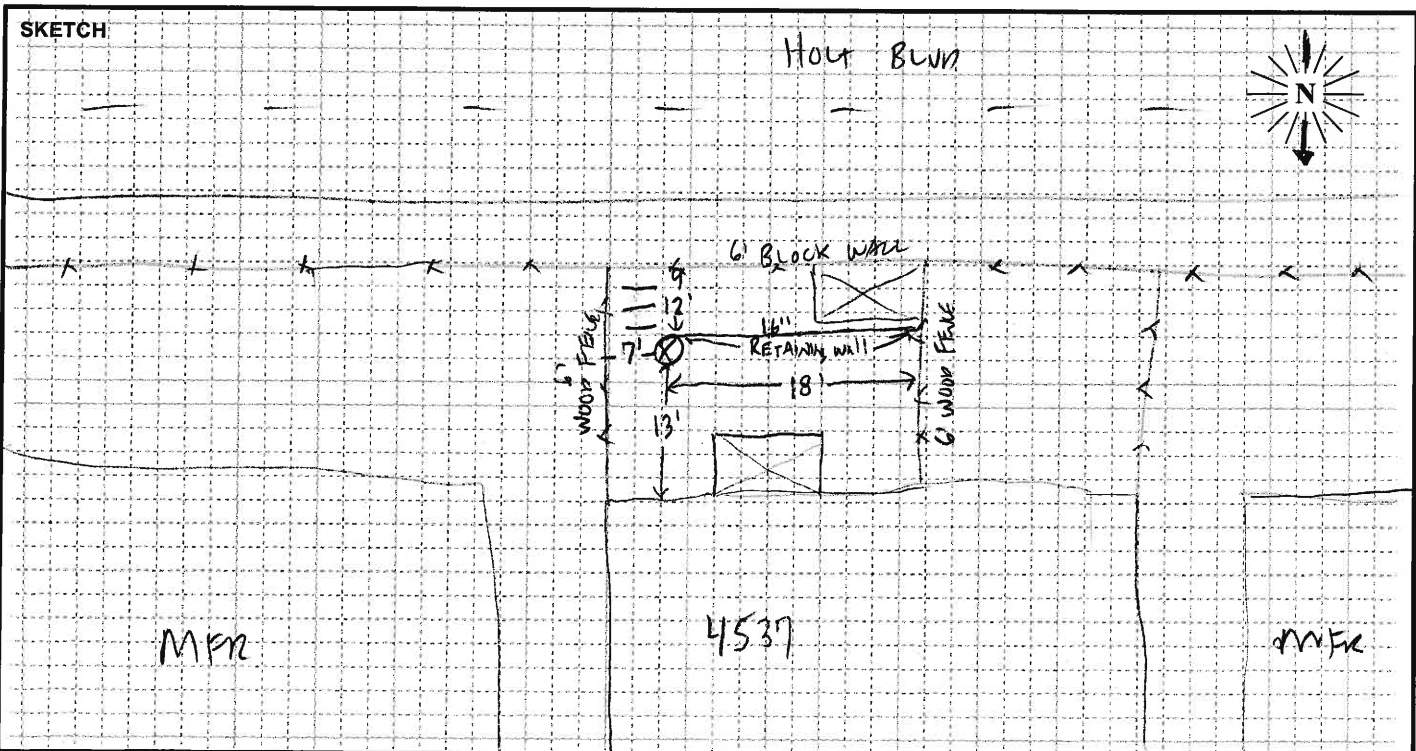 SKETCH
Holt BLVD
N
6' BLOCK WALL
12'
16"
RETAINING WALL
7'
6'
WOOD FENCE
18'
6' WOOD FENCE
13'
MFR
4537
MFR